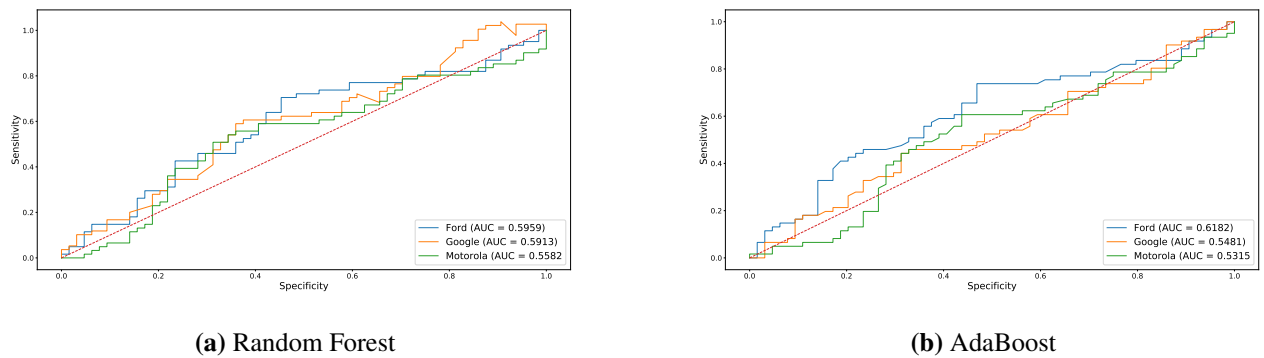 1.0
0.8
0.6
0.4
0.2
0.0
Sensitivity
0.0 0.2 0.4 0.6 0.8 1.0
Specificity
Ford (AUC = 0.5959)
Google (AUC = 0.5913)
Motorola (AUC = 0.5582
(a) Random Forest
1.0
0.8
0.6
0.4
0.2
0.0
Sensitivity
0.0 0.2 0.4 0.6 0.8 1.0
Specificity
Ford (AUC = 0.6182)
Google (AUC = 0.5481)
Motorola (AUC = 0.5315
(b) AdaBoost